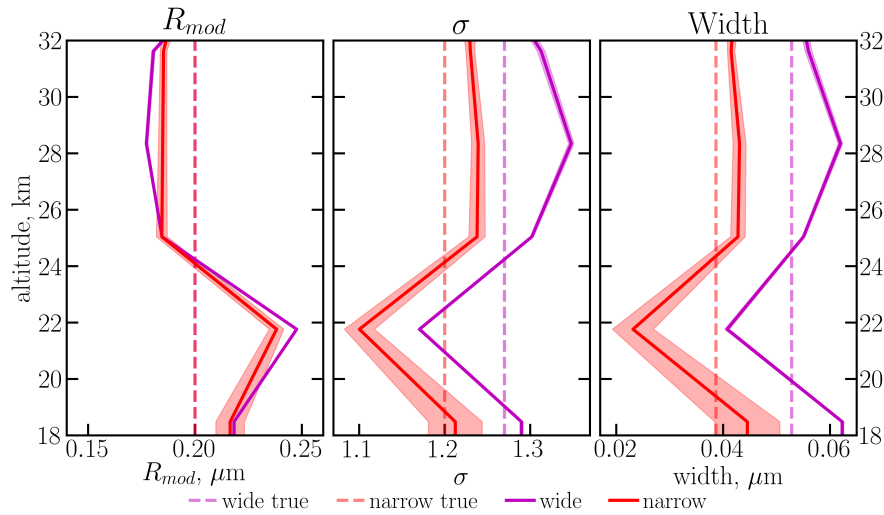 R_mod σ Width
32 32
30 30
28 28
26 26
24 24
22 22
20 20
18 18
altitude, km
0.15 0.20 0.25 1.1 1.2 1.3 0.02 0.04 0.06
R_mod, μm σ width, μm
wide true narrow true wide narrow